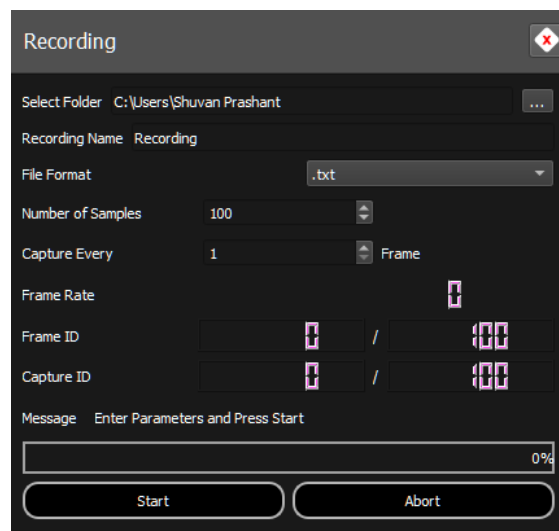 Recording
Select Folder C:\Users\Shuvan Prashant ...
Recording Name Recording
File Format .txt
Number of Samples 100
Capture Every 1 Frame
Frame Rate 0
Frame ID 0 / 100
Capture ID 0 / 100
Message Enter Parameters and Press Start
0%
Start Abort